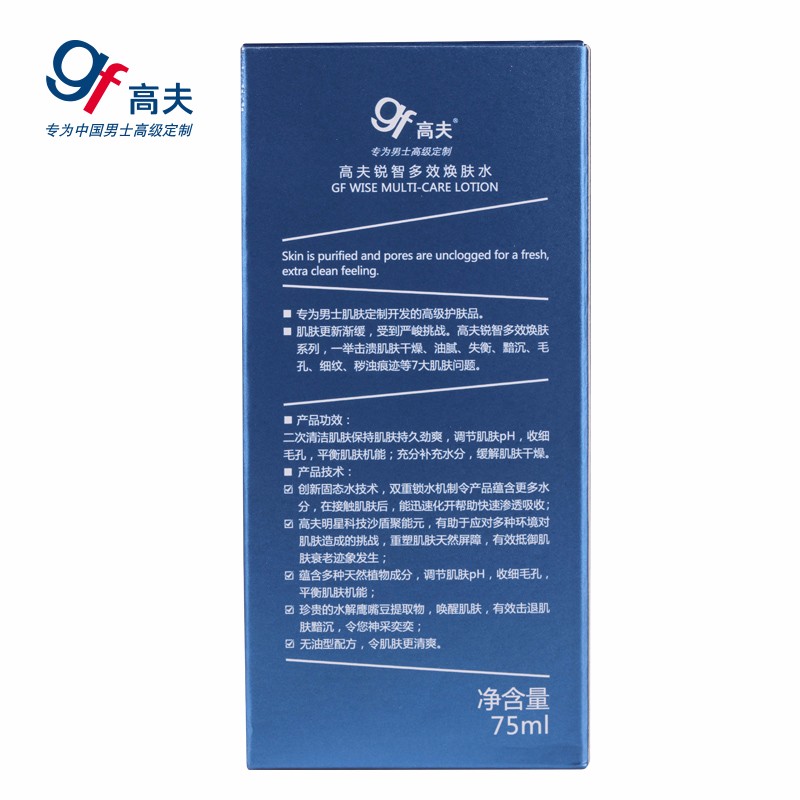 gf 高夫
专为中国男士高级定制
gf 高夫®
专为男士高级定制
高夫锐智多效焕肤水
GF WISE MULTI-CARE LOTION
Skin is purified and pores are unclogged for a fresh,
extra clean feeling.
■ 专为男士肌肤定制开发的高级护肤品。
■ 肌肤更新渐缓，受到严峻挑战。高夫锐智多效焕肤
系列，一举击溃肌肤干燥、油腻、失衡、黯沉、毛
孔、细纹、秽浊痕迹等7大肌肤问题。
■ 产品功效：
二次清洁肌肤保持肌肤持久劲爽，调节肌肤pH，收细
毛孔，平衡肌肤机能；充分补充水分，缓解肌肤干燥。
■ 产品技术：
☑ 创新固态水技术，双重锁水机制令产品蕴含更多水
分，在接触肌肤后，能迅速化开帮助快速渗透吸收；
☑ 高夫明星科技沙盾聚能元，有助于应对多种环境对
肌肤造成的挑战，重塑肌肤天然屏障，有效抵御肌
肤衰老迹象发生；
☑ 蕴含多种天然植物成分，调节肌肤pH，收细毛孔，
平衡肌肤机能；
☑ 珍贵的水解鹰嘴豆提取物，唤醒肌肤，有效击退肌
肤黯沉，令您神采奕奕；
☑ 无油型配方，令肌肤更清爽。
净含量
75ml